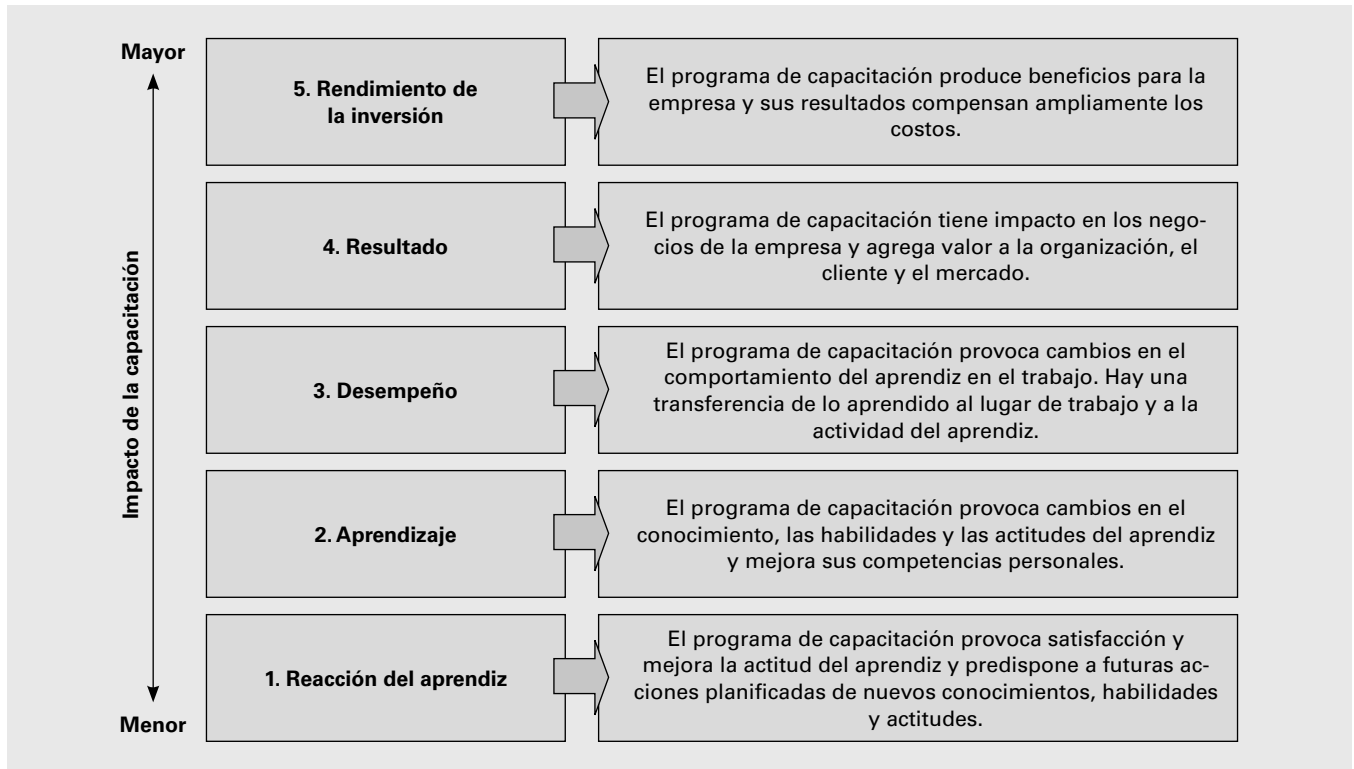 Mayor
5. Rendimiento de
la inversión
El programa de capacitación produce beneficios para la
empresa y sus resultados compensan ampliamente los
costos.
4. Resultado
El programa de capacitación tiene impacto en los nego-
cios de la empresa y agrega valor a la organización, el
cliente y el mercado.
Impacto de la capacitación
3. Desempeño
El programa de capacitación provoca cambios en el
comportamiento del aprendiz en el trabajo. Hay una
transferencia de lo aprendido al lugar de trabajo y a la
actividad del aprendiz.
2. Aprendizaje
El programa de capacitación provoca cambios en el
conocimiento, las habilidades y las actitudes del aprendiz
y mejora sus competencias personales.
1. Reacción del aprendiz
El programa de capacitación provoca satisfacción y
mejora la actitud del aprendiz y predispone a futuras ac-
ciones planificadas de nuevos conocimientos, habilidades
y actitudes.
Menor